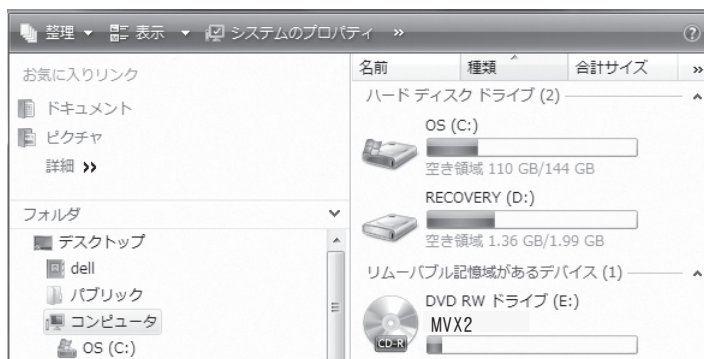 整理 ▼ 表示 ▼ システムのプロパティ »
お気に入りリンク
ドキュメント
ピクチャ
詳細 »
フォルダ
デスクトップ
dell
パブリック
コンピュータ
OS (C:)
名前 種類 合計サイズ »
ハード ディスク ドライブ (2)
OS (C:)
空き領域 110 GB/144 GB
RECOVERY (D:)
空き領域 1.36 GB/1.99 GB
リムーバブル記憶域があるデバイス (1)
DVD RW ドライブ (E:)
MVX2
CD-R